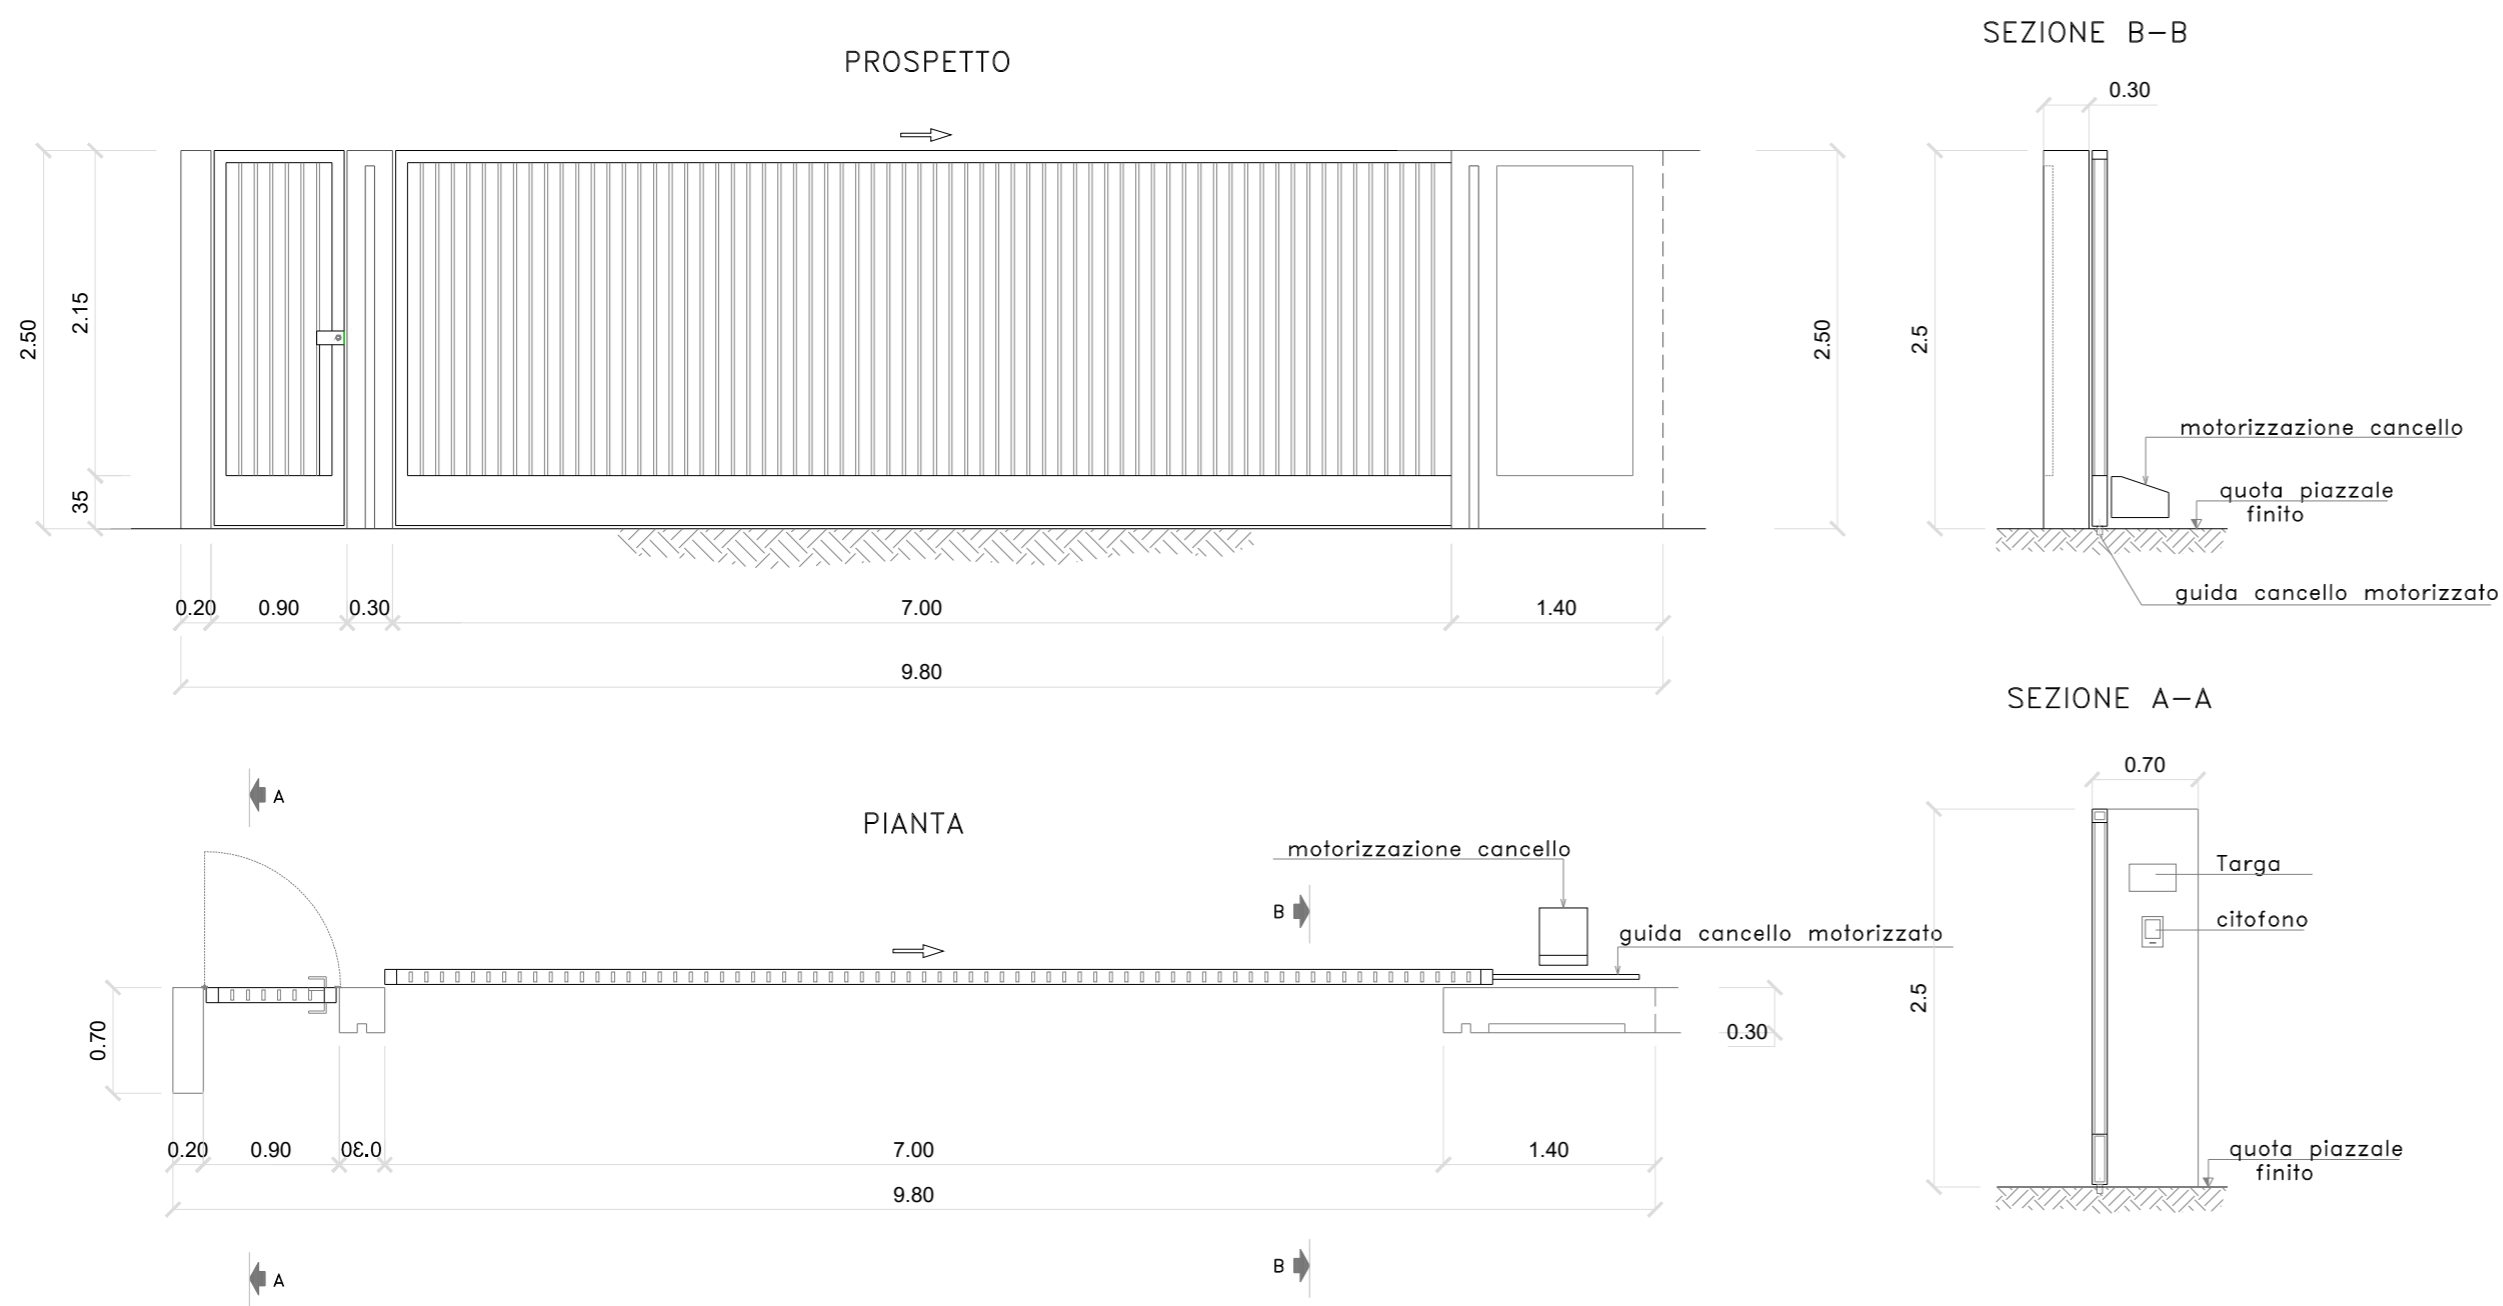 SEZIONE B-B
PROSPETTO
0.30
2.50
2.15
35
2.50
2.5
motorizzazione cancello
quota piazzale
finito
guida cancello motorizzato
0.20 0.90 0.30 7.00 1.40
9.80
SEZIONE A-A
0.70
A
PIANTA
motorizzazione cancello
B
guida cancello motorizzato
Targa
citofono
2.5
0.70
0.30
quota piazzale
finito
0.20 0.90 0.30 7.00 1.40
9.80
A
B